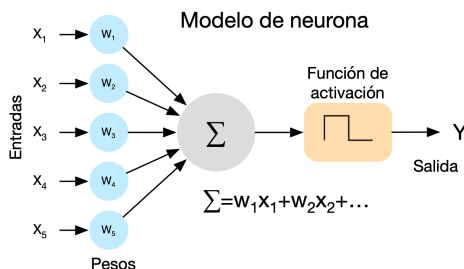 Modelo de neurona
Entradas
X₁
W₁
X₂
W₂
X₃
W₃
X₄
W₄
X₅
W₅
Pesos
Σ
Función de
activación
Y
Salida
Σ=w₁x₁+w₂x₂+…